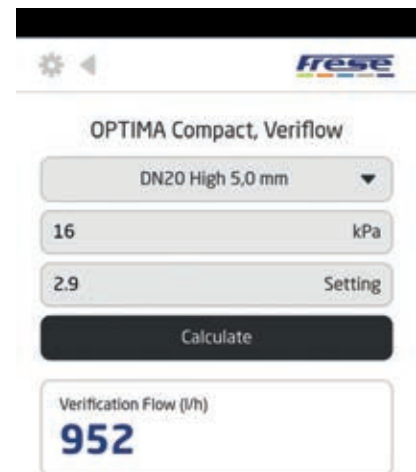 Frese
OPTIMA Compact, Veriflow
DN20 High 5,0 mm
16 kPa
2.9 Setting
Calculate
Verification Flow (l/h)
952